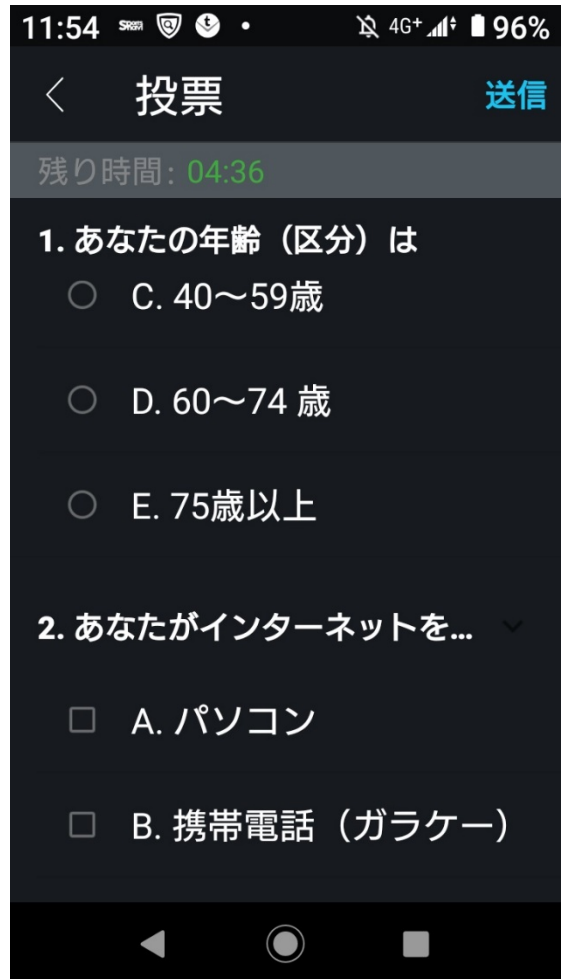 11:54 4G+ 96%
投票 送信
残り時間: 04:36
1. あなたの年齢（区分）は
C. 40～59歳
D. 60～74 歳
E. 75歳以上
2. あなたがインターネットを...
A. パソコン
B. 携帯電話（ガラケー）